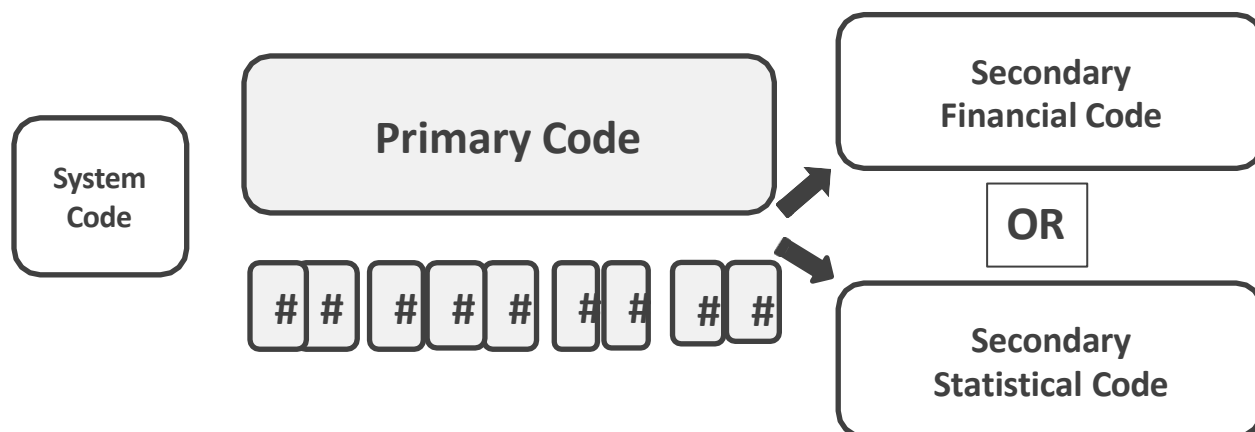 System
Code
Primary Code
# # # # # # # # #
Secondary
Financial Code
OR
Secondary
Statistical Code